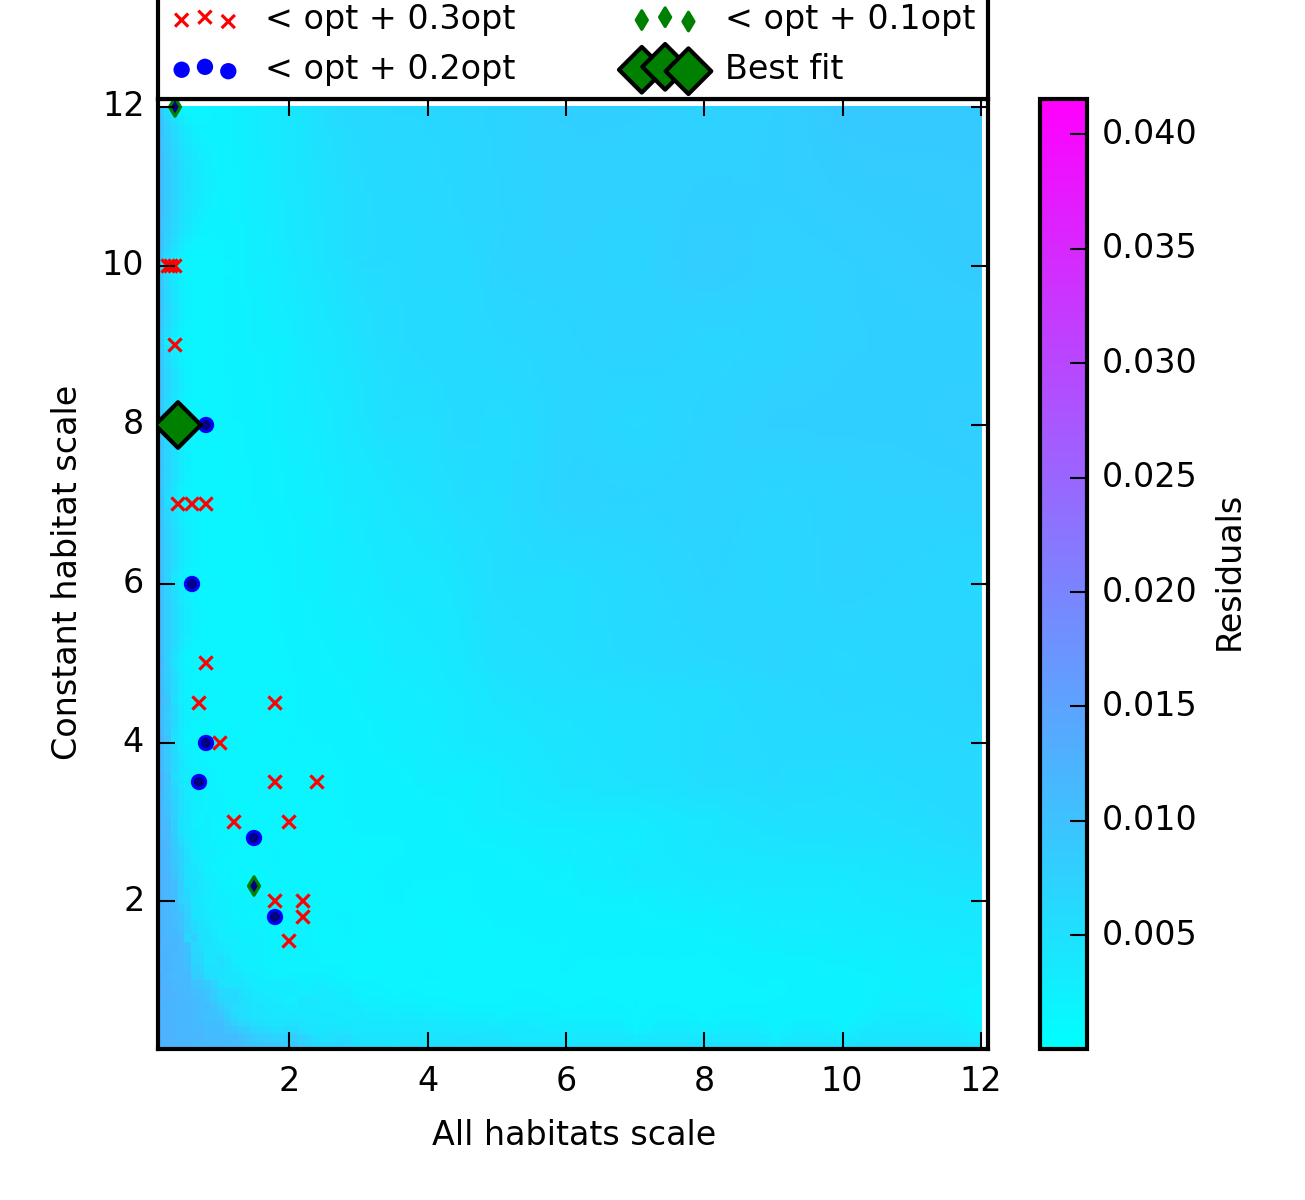 < opt + 0.3opt
< opt + 0.1opt
< opt + 0.2opt
Best fit
12
10
8
6
4
2
Constant habitat scale
2 4 6 8 10 12
All habitats scale
0.040
0.035
0.030
0.025
0.020
0.015
0.010
0.005
Residuals